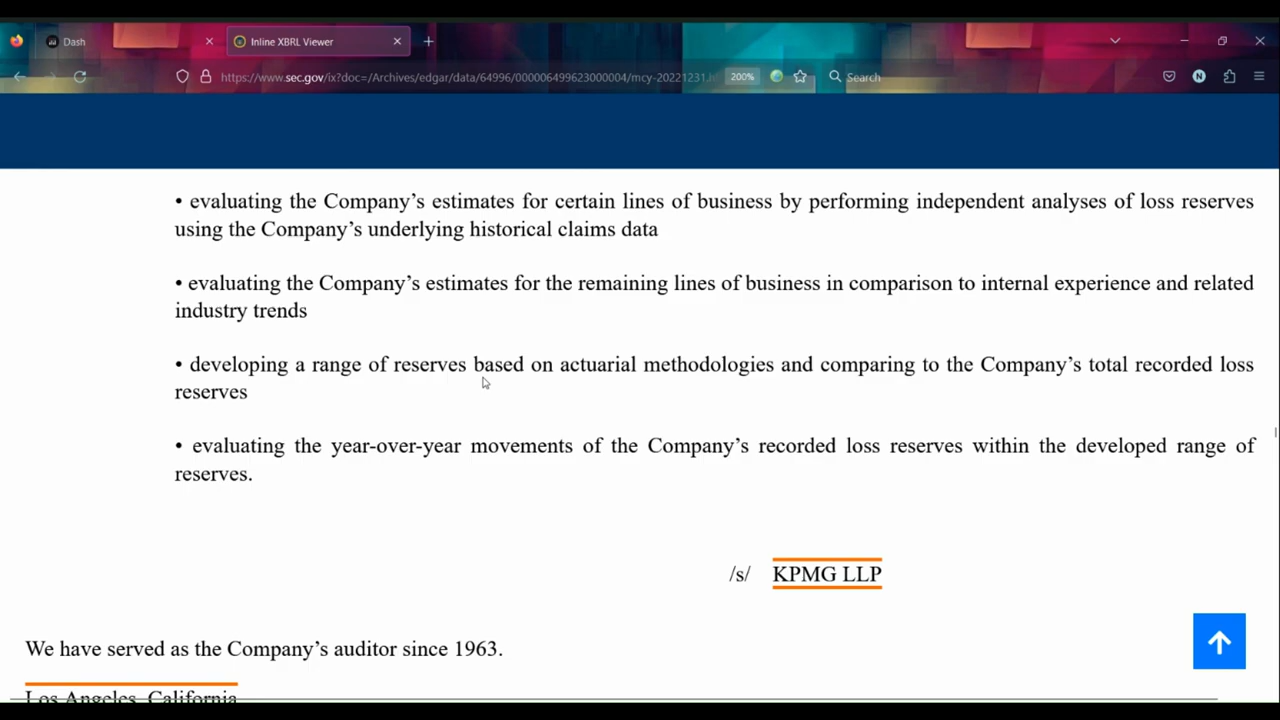 Dash
Inline XBRL Viewer
https://www.sec.gov/ix?doc=/Archives/edgar/data/64996/000006499623000004/mcy-20221231.h
200%
Search
N
• evaluating the Company's estimates for certain lines of business by performing independent analyses of loss reserves
using the Company's underlying historical claims data
• evaluating the Company's estimates for the remaining lines of business in comparison to internal experience and related
industry trends
• developing a range of reserves based on actuarial methodologies and comparing to the Company's total recorded loss
reserves
• evaluating the year-over-year movements of the Company's recorded loss reserves within the developed range of
reserves.
/s/ KPMG LLP
We have served as the Company's auditor since 1963.
Los Angeles, California